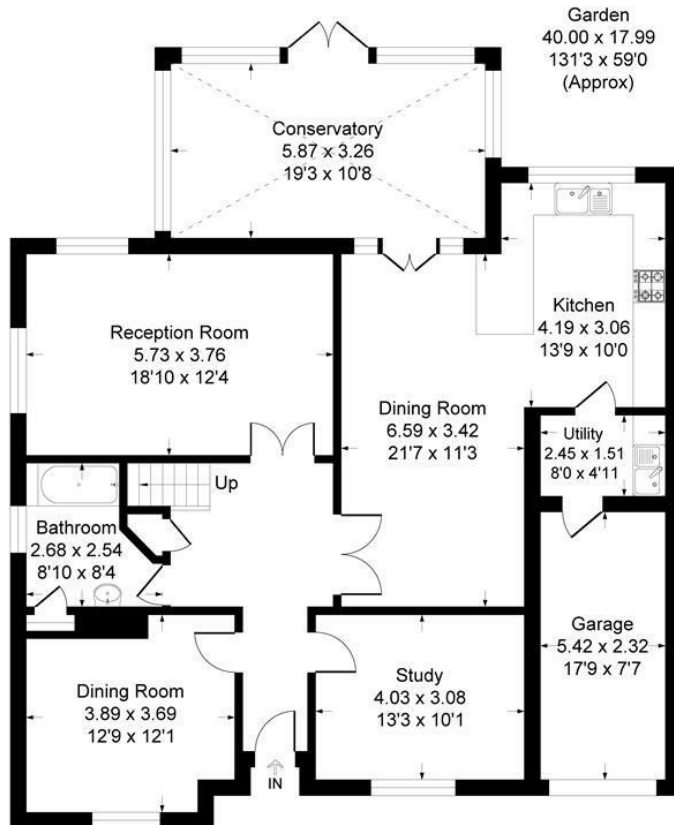 Garden
40.00 x 17.99
131'3 x 59'0
(Approx)
Conservatory
5.87 x 3.26
19'3 x 10'8
Reception Room
5.73 x 3.76
18'10 x 12'4
Kitchen
4.19 x 3.06
13'9 x 10'0
Dining Room
6.59 x 3.42
21'7 x 11'3
Utility
2.45 x 1.51
8'0 x 4'11
Up
Bathroom
2.68 x 2.54
8'10 x 8'4
Garage
5.42 x 2.32
17'9 x 7'7
Study
4.03 x 3.08
13'3 x 10'1
Dining Room
3.89 x 3.69
12'9 x 12'1
IN